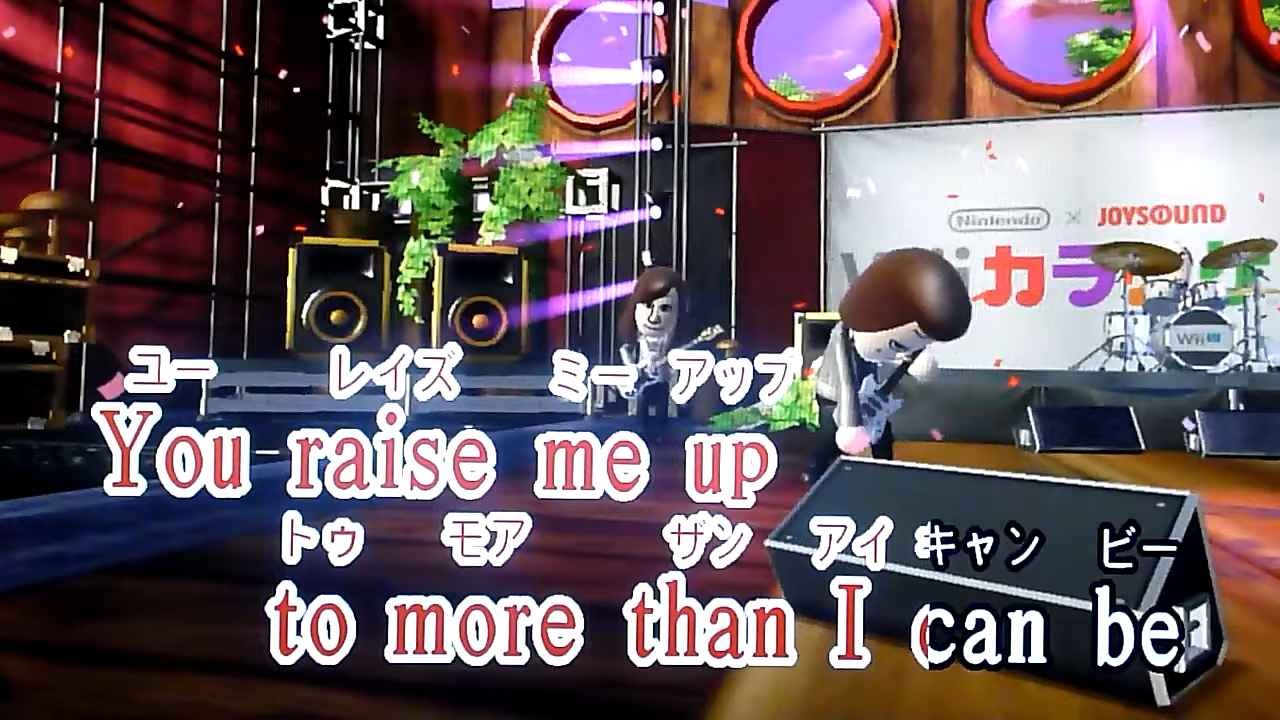 Nintendo × JOYSOUND
Wii カラ
Wii U
ユー レイズ ミー アップ
You raise me up
トゥ モア ザン アイ キャン ビー
to more than I can be